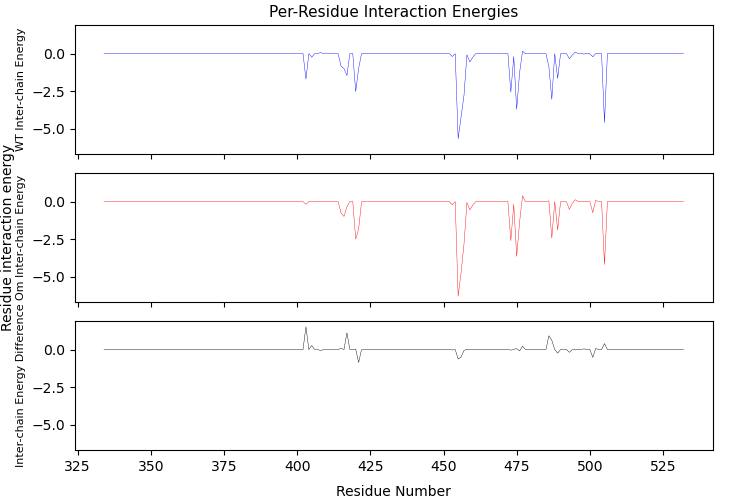 Per-Residue Interaction Energies
WT Inter-chain Energy
0.0
−2.5
−5.0
Residue interaction energy
Om Inter-chain Energy
0.0
−2.5
−5.0
Inter-chain Energy Difference
0.0
−2.5
−5.0
325 350 375 400 425 450 475 500 525
Residue Number